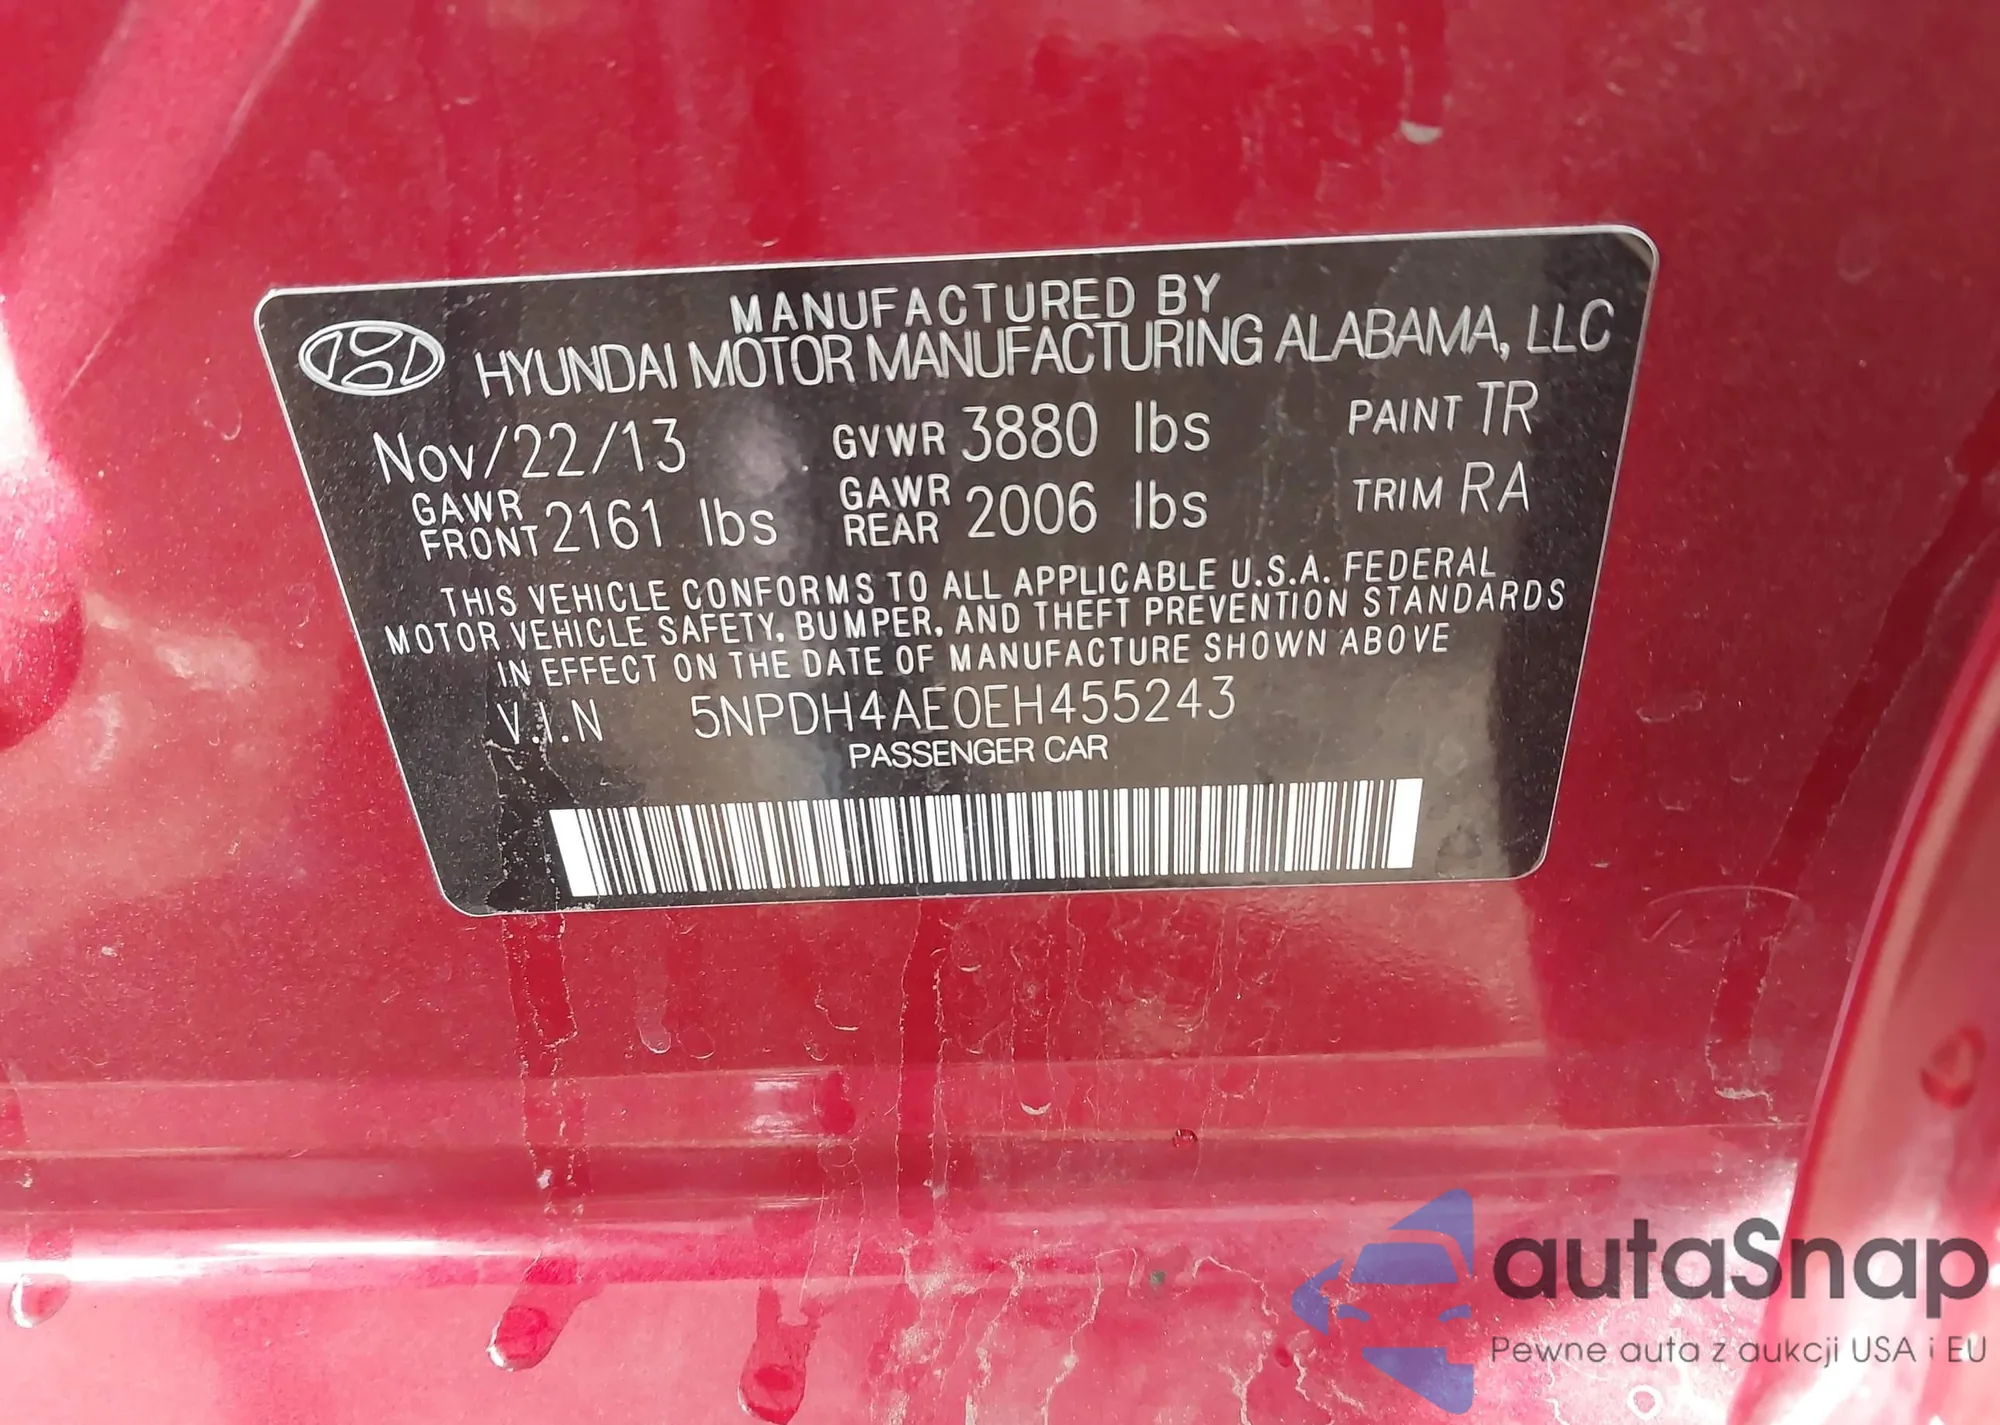 MANUFACTURED BY
HYUNDAI MOTOR MANUFACTURING ALABAMA, LLC
Nov/22/13 GVWR 3880 lbs PAINT TR
GAWR FRONT 2161 lbs GAWR REAR 2006 lbs TRIM RA
THIS VEHICLE CONFORMS TO ALL APPLICABLE U.S.A. FEDERAL
MOTOR VEHICLE SAFETY, BUMPER, AND THEFT PREVENTION STANDARDS
IN EFFECT ON THE DATE OF MANUFACTURE SHOWN ABOVE
V.I.N 5NPDH4AE0EH455243
PASSENGER CAR
autaSnap
Pewne auta z aukcji USA i EU